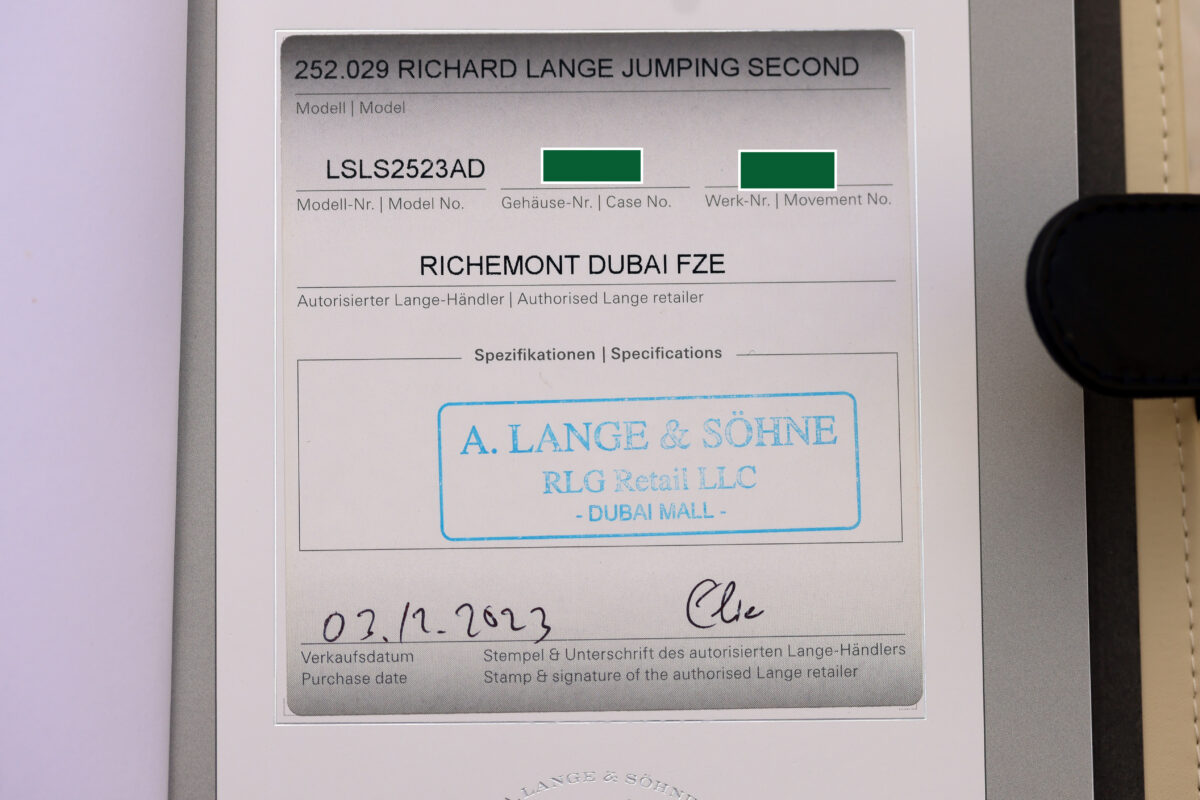 252.029 RICHARD LANGE JUMPING SECOND
Modell | Model
LSLS2523AD
Modell-Nr. | Model No. Gehäuse-Nr. | Case No. Werk-Nr. | Movement No.
RICHEMONT DUBAI FZE
Autorisierter Lange-Händler | Authorised Lange retailer
Spezifikationen | Specifications
A. LANGE & SÖHNE
RLG Retail LLC
- DUBAI MALL -
03.12.2023 Elie
Verkaufsdatum Stempel & Unterschrift des autorisierten Lange-Händlers
Purchase date Stamp & signature of the authorised Lange retailer
A. LANGE & SÖHNE